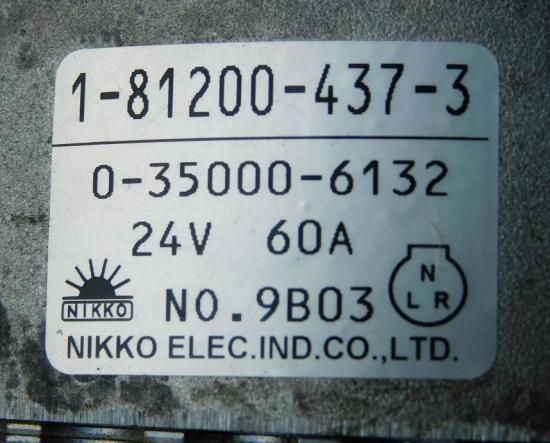 1-81200-437-3
0-35000-6132
24V 60A
NIKKO
NO.9B03
N
L R
NIKKO ELEC.IND.CO.,LTD.